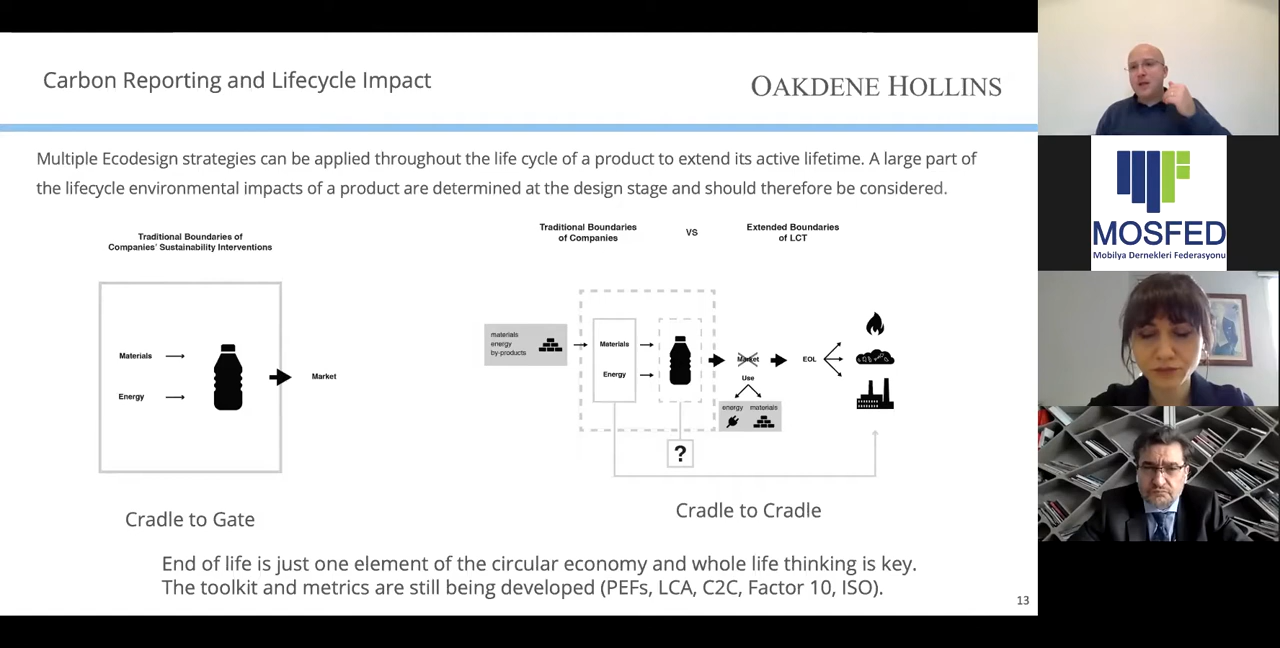 Carbon Reporting and Lifecycle Impact
OAKDENE HOLLINS
Multiple Ecodesign strategies can be applied throughout the life cycle of a product to extend its active lifetime. A large part of
the lifecycle environmental impacts of a product are determined at the design stage and should therefore be considered.
Traditional Boundaries of
Companies' Sustainability Interventions
Materials
Energy
Market
Cradle to Gate
Traditional Boundaries
of Companies
VS
Extended Boundaries
of LCT
materials
energy
by-products
Materials
Energy
Market
Use
energy materials
EOL
?
Cradle to Cradle
End of life is just one element of the circular economy and whole life thinking is key.
The toolkit and metrics are still being developed (PEFs, LCA, C2C, Factor 10, ISO).
13
MOSFED
Mobilya Dernekleri Federasyonu